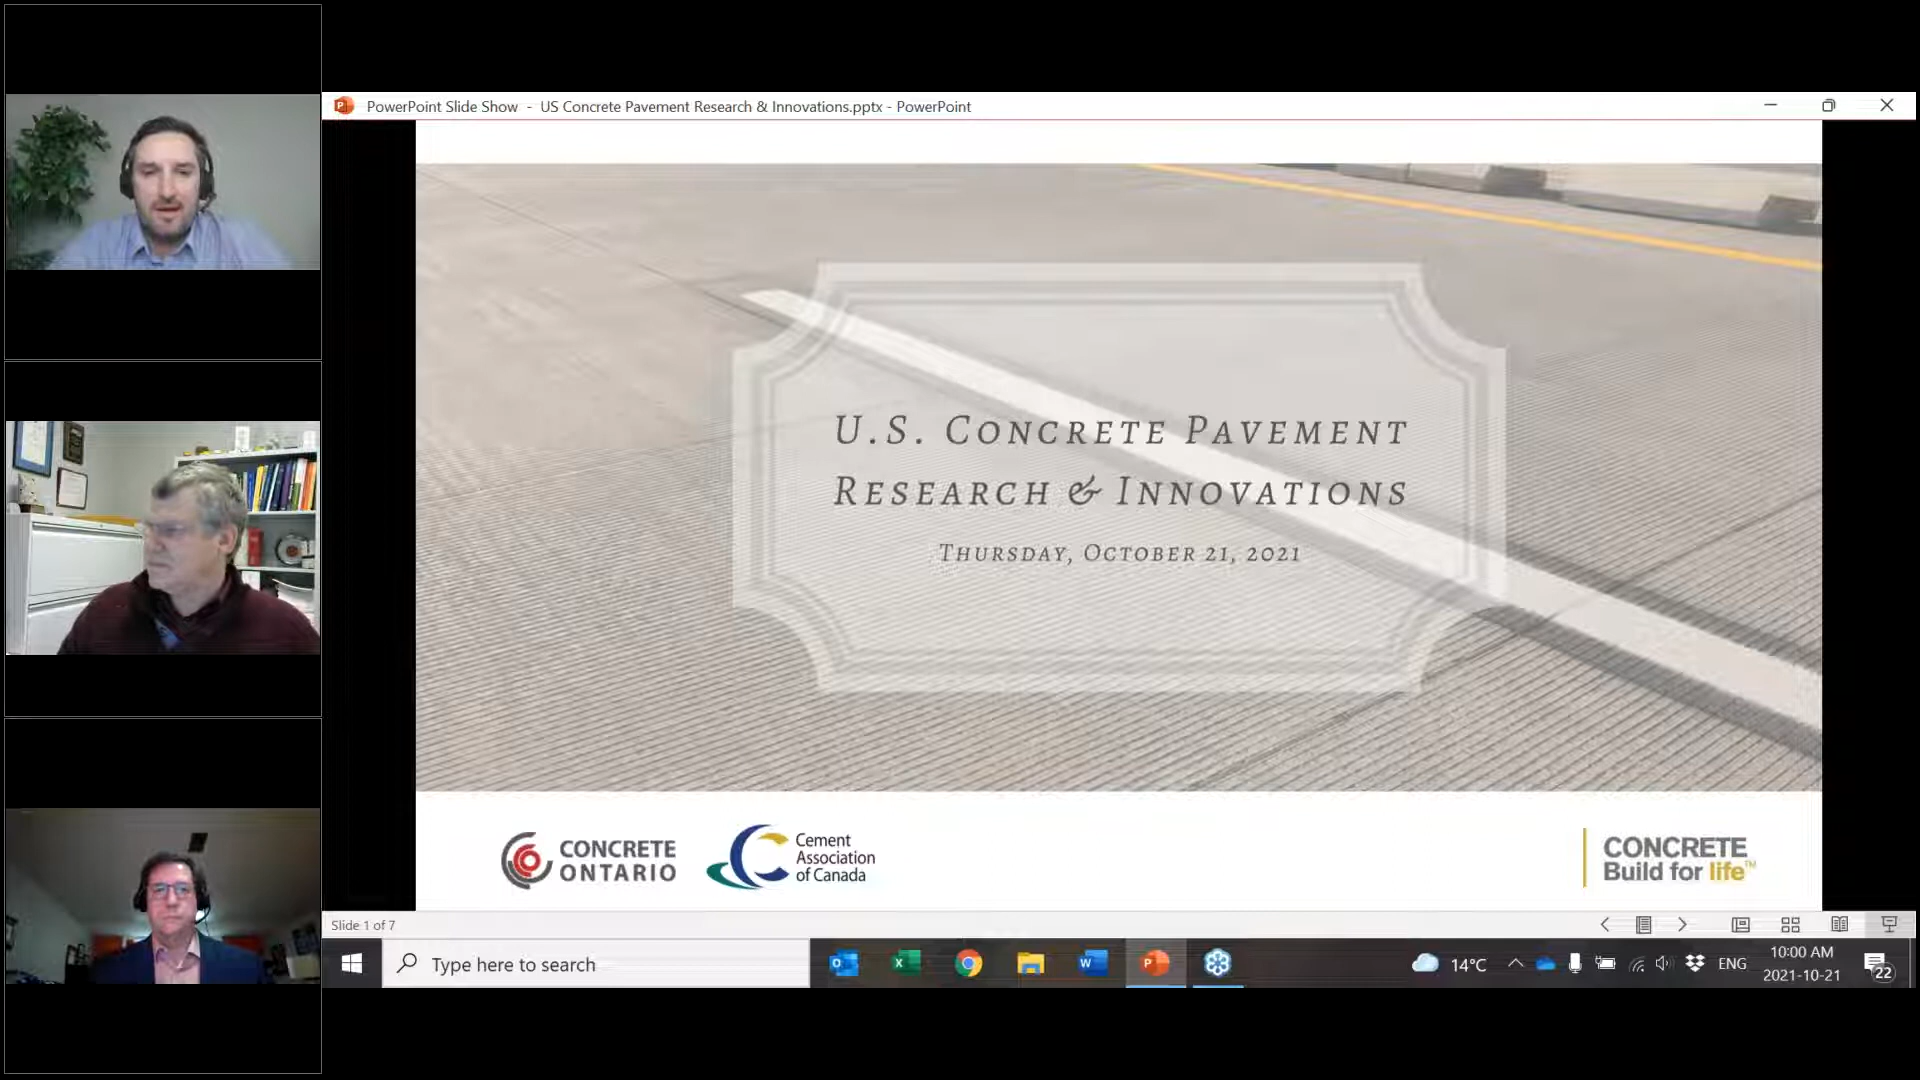 PowerPoint Slide Show - US Concrete Pavement Research & Innovations.pptx - PowerPoint
U.S. CONCRETE PAVEMENT
RESEARCH & INNOVATIONS
THURSDAY, OCTOBER 21, 2021
CONCRETE
ONTARIO
Cement
Association
of Canada
CONCRETE
Build for life™
Slide 1 of 7
Type here to search
14°C
ENG
10:00 AM
2021-10-21
22